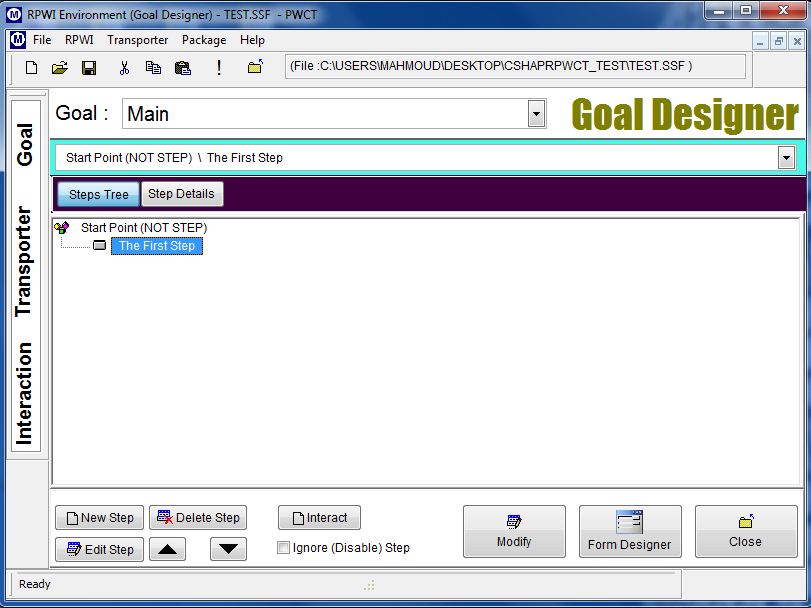 RPWI Environment (Goal Designer) - TEST.SSF - PWCT
File RPWI Transporter Package Help
(File :C:\USERS\MAHMOUD\DESKTOP\CSHAPRPWCT_TEST\TEST.SSF )
Goal : Main Goal Designer
Start Point (NOT STEP) \ The First Step
Steps Tree Step Details
Start Point (NOT STEP)
The First Step
Goal
Transporter
Interaction
New Step Delete Step Interact
Edit Step Ignore (Disable) Step
Modify Form Designer Close
Ready